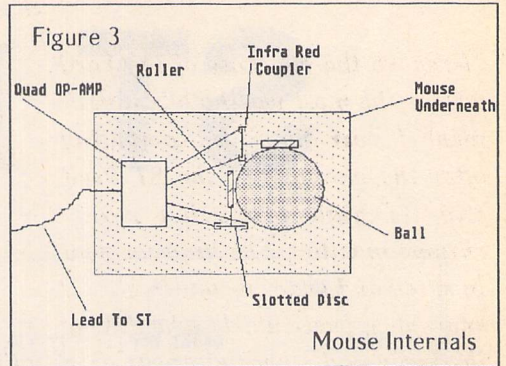 Figure 3
Infra Red
Coupler
Roller
Quad OP-AMP
Mouse
Underneath
Ball
Slotted Disc
Lead To ST
Mouse Internals